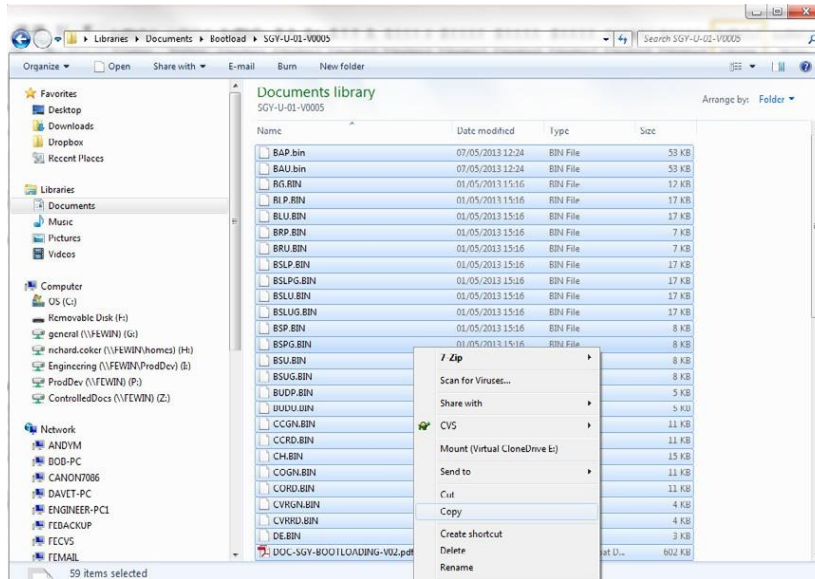 Libraries ▸ Documents ▸ Bootload ▸ SGY-U-01-V0005
Search SGY-U-01-V0005
Organize Open Share with E-mail Burn New folder
Favorites
Desktop
Downloads
Dropbox
Recent Places
Libraries
Documents
Music
Pictures
Videos
Computer
OS (C:)
Removable Disk (F:)
general (\\FEWIN) (G:)
richard.coker (\\FEWIN\homes) (H:)
Engineering (\\FEWIN\ProdDev) (I:)
ProdDev (\\FEWIN) (P:)
ControlledDocs (\\FEWIN) (Z:)
Network
ANDYM
BOB-PC
CANON7086
DAVET-PC
ENGINEER-PC1
FEBACKUP
FECVS
FEMAIL
Documents library
SGY-U-01-V0005
Arrange by: Folder
Name Date modified Type Size
BAP.bin 07/05/2013 12:24 BIN File 53 KB
BAU.bin 07/05/2013 12:24 BIN File 53 KB
BG.BIN 01/05/2013 15:16 BIN File 12 KB
BLP.BIN 01/05/2013 15:16 BIN File 17 KB
BLU.BIN 01/05/2013 15:16 BIN File 17 KB
BRP.BIN 01/05/2013 15:16 BIN File 7 KB
BRU.BIN 01/05/2013 15:16 BIN File 7 KB
BSLP.BIN 01/05/2013 15:16 BIN File 17 KB
BSLPG.BIN 01/05/2013 15:16 BIN File 17 KB
BSLU.BIN 01/05/2013 15:16 BIN File 17 KB
BSLUG.BIN 01/05/2013 15:16 BIN File 17 KB
BSP.BIN 01/05/2013 15:16 BIN File 8 KB
BSPG.BIN 01/05/2013 15:16 BIN File 8 KB
BSU.BIN 8 KB
BSUG.BIN 8 KB
BUDP.BIN 5 KB
BUDU.BIN 5 KB
CCGN.BIN 11 KB
CCRD.BIN 11 KB
CH.BIN 15 KB
COGN.BIN 11 KB
CORD.BIN 11 KB
CVRGN.BIN 4 KB
CVRRD.BIN 4 KB
DE.BIN 3 KB
DOC-SGY-BOOTLOADING-V02.pdf at D... 602 KB
7-Zip
Scan for Viruses...
Share with
CVS
Mount (Virtual CloneDrive E:)
Send to
Cut
Copy
Create shortcut
Delete
Rename
59 items selected